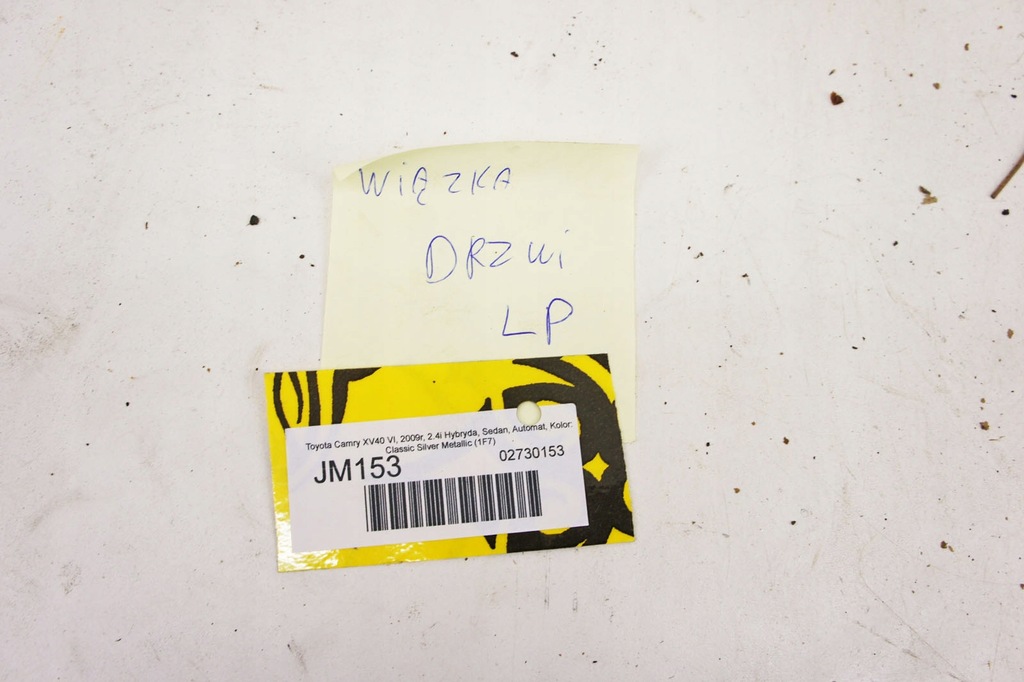 WIĄZKA
DRZWI
LP
Toyota Camry XV40 VI, 2009r, 2.4i Hybryda, Sedan, Automat, Kolor:
Classic Silver Metallic (1F7)
JM153 02730153